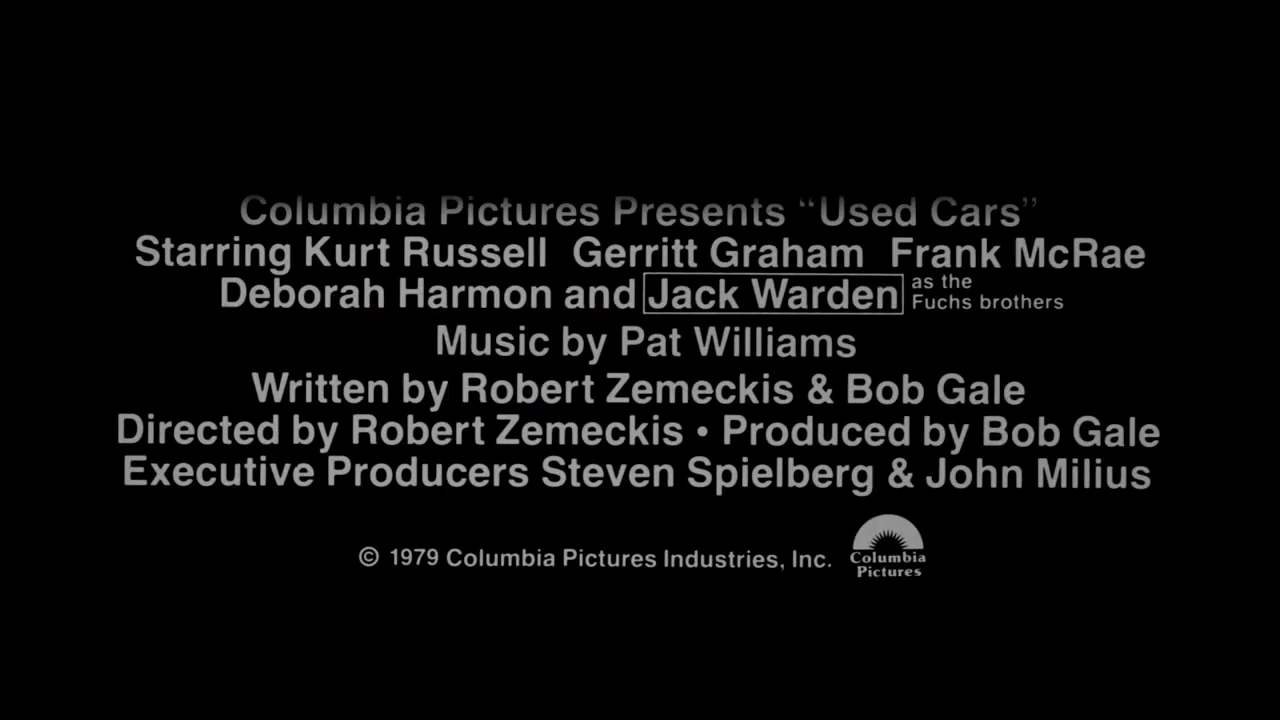 Columbia Pictures Presents “Used Cars”
Starring Kurt Russell Gerritt Graham Frank McRae
Deborah Harmon and Jack Warden as the Fuchs brothers
Music by Pat Williams
Written by Robert Zemeckis & Bob Gale
Directed by Robert Zemeckis • Produced by Bob Gale
Executive Producers Steven Spielberg & John Milius
© 1979 Columbia Pictures Industries, Inc.
Columbia
Pictures